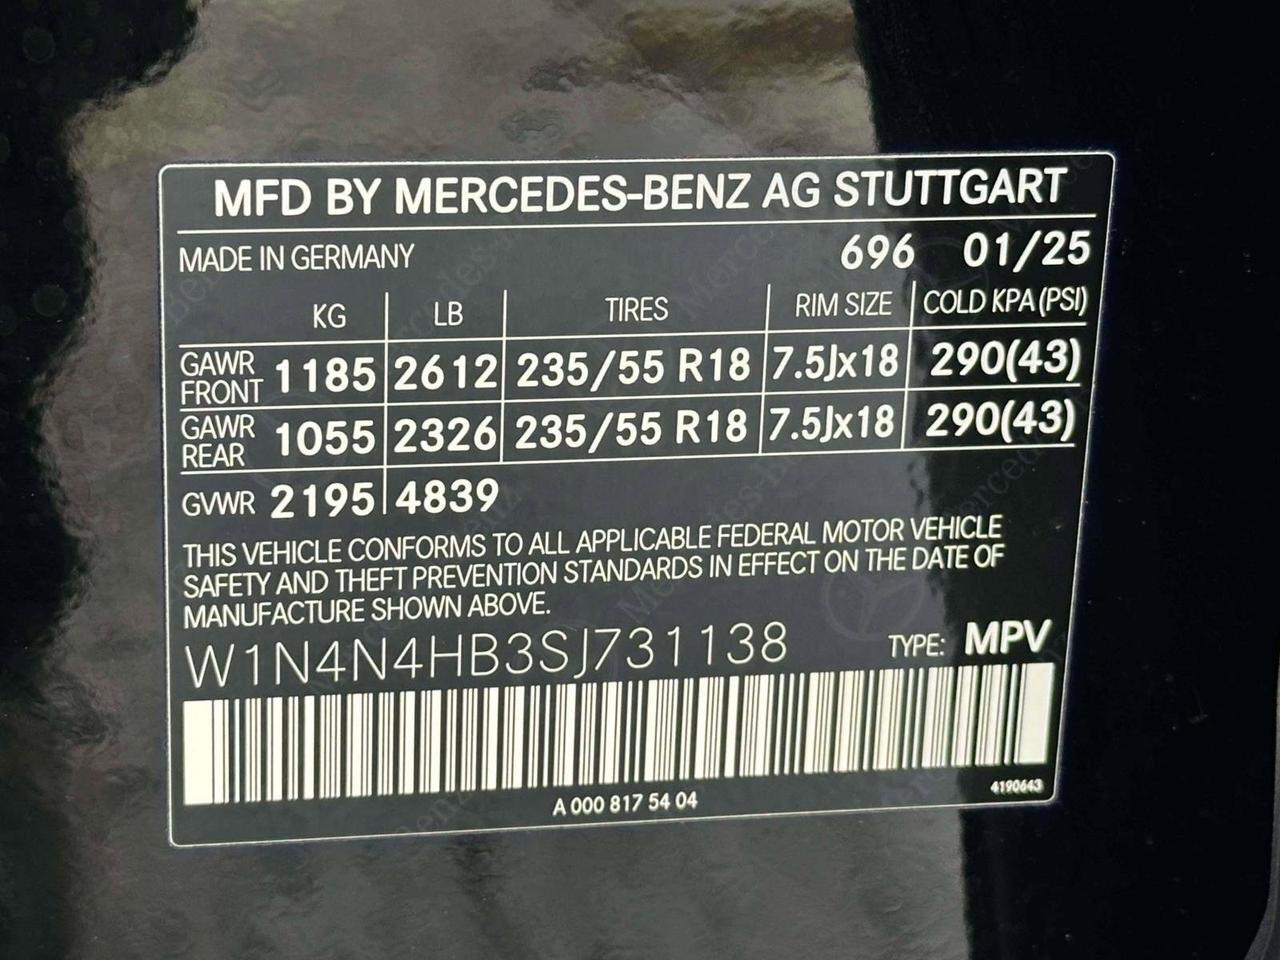 MFD BY MERCEDES-BENZ AG STUTTGART
MADE IN GERMANY 696 01/25
KG LB TIRES RIM SIZE COLD KPA (PSI)
GAWR FRONT 1185 2612 235/55 R18 7.5Jx18 290(43)
GAWR REAR 1055 2326 235/55 R18 7.5Jx18 290(43)
GVWR 2195 4839
THIS VEHICLE CONFORMS TO ALL APPLICABLE FEDERAL MOTOR VEHICLE
SAFETY AND THEFT PREVENTION STANDARDS IN EFFECT ON THE DATE OF
MANUFACTURE SHOWN ABOVE.
W1N4N4HB3SJ731138 TYPE: MPV
A 000 817 54 04 4190643